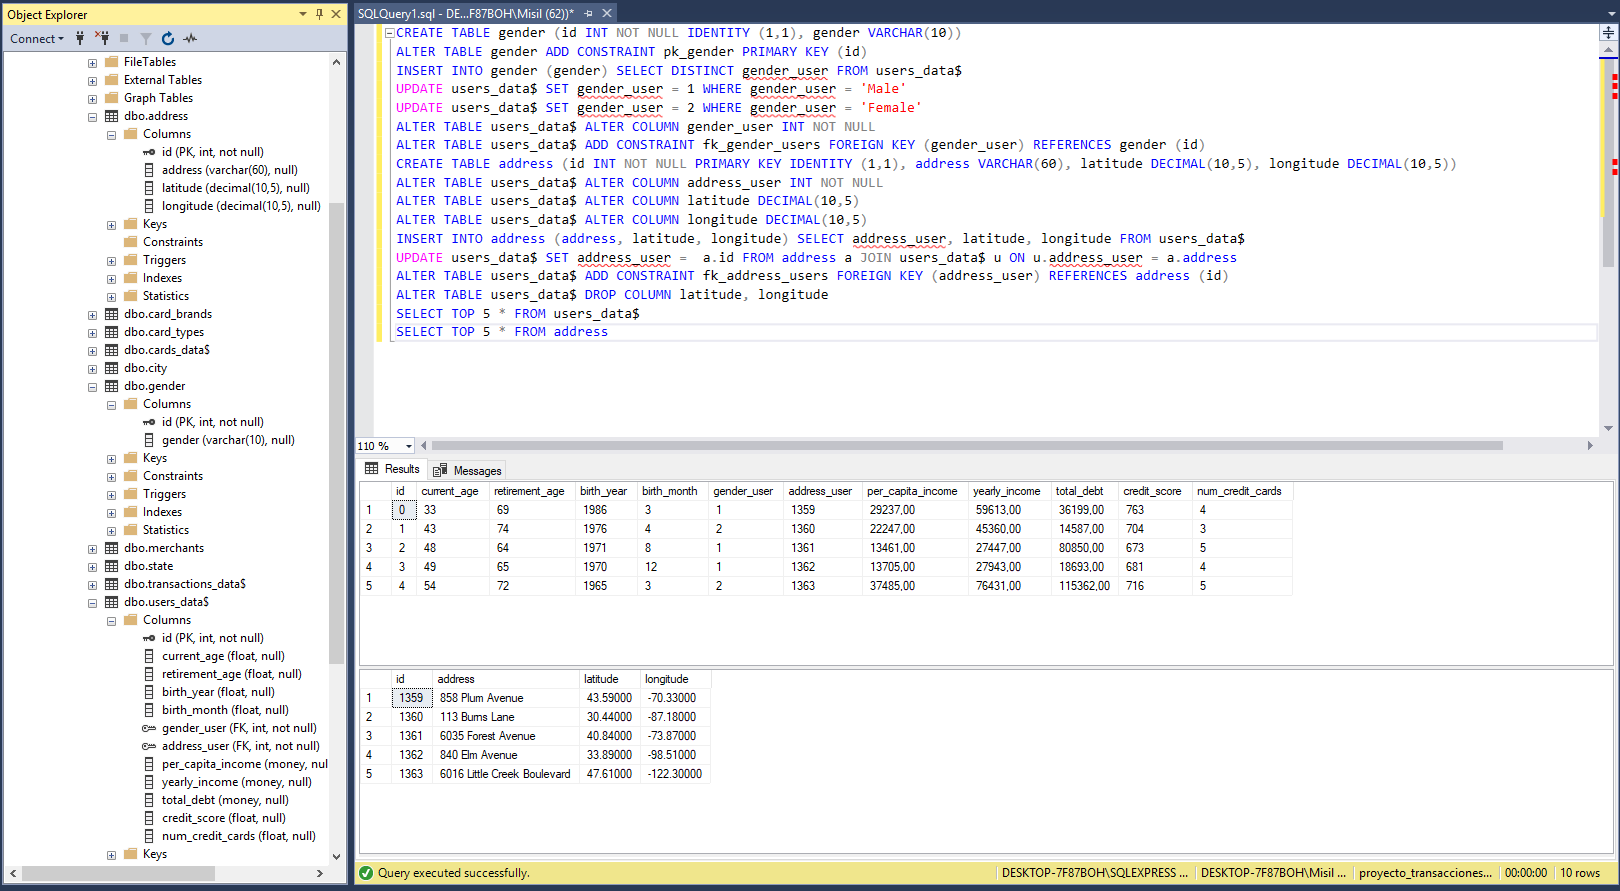 Object Explorer
Connect
FileTables
External Tables
Graph Tables
dbo.address
Columns
id (PK, int, not null)
address (varchar(60), null)
latitude (decimal(10,5), null)
longitude (decimal(10,5), null)
Keys
Constraints
Triggers
Indexes
Statistics
dbo.card_brands
dbo.card_types
dbo.cards_data$
dbo.city
dbo.gender
Columns
id (PK, int, not null)
gender (varchar(10), null)
Keys
Constraints
Triggers
Indexes
Statistics
dbo.merchants
dbo.state
dbo.transactions_data$
dbo.users_data$
Columns
id (PK, int, not null)
current_age (float, null)
retirement_age (float, null)
birth_year (float, null)
birth_month (float, null)
gender_user (FK, int, not null)
address_user (FK, int, not null)
per_capita_income (money, nul
yearly_income (money, null)
total_debt (money, null)
credit_score (float, null)
num_credit_cards (float, null)
Keys
SQLQuery1.sql - DE...F87BOH\Misil (62))*
CREATE TABLE gender (id INT NOT NULL IDENTITY (1,1), gender VARCHAR(10))
ALTER TABLE gender ADD CONSTRAINT pk_gender PRIMARY KEY (id)
INSERT INTO gender (gender) SELECT DISTINCT gender_user FROM users_data$
UPDATE users_data$ SET gender_user = 1 WHERE gender_user = 'Male'
UPDATE users_data$ SET gender_user = 2 WHERE gender_user = 'Female'
ALTER TABLE users_data$ ALTER COLUMN gender_user INT NOT NULL
ALTER TABLE users_data$ ADD CONSTRAINT fk_gender_users FOREIGN KEY (gender_user) REFERENCES gender (id)
CREATE TABLE address (id INT NOT NULL PRIMARY KEY IDENTITY (1,1), address VARCHAR(60), latitude DECIMAL(10,5), longitude DECIMAL(10,5))
ALTER TABLE users_data$ ALTER COLUMN address_user INT NOT NULL
ALTER TABLE users_data$ ALTER COLUMN latitude DECIMAL(10,5)
ALTER TABLE users_data$ ALTER COLUMN longitude DECIMAL(10,5)
INSERT INTO address (address, latitude, longitude) SELECT address_user, latitude, longitude FROM users_data$
UPDATE users_data$ SET address_user =  a.id FROM address a JOIN users_data$ u ON u.address_user = a.address
ALTER TABLE users_data$ ADD CONSTRAINT fk_address_users FOREIGN KEY (address_user) REFERENCES address (id)
ALTER TABLE users_data$ DROP COLUMN latitude, longitude
SELECT TOP 5 * FROM users_data$
SELECT TOP 5 * FROM address
110 %
Results Messages
id current_age retirement_age birth_year birth_month gender_user address_user per_capita_income yearly_income total_debt credit_score num_credit_cards
1 0 33 69 1986 3 1 1359 29237,00 59613,00 36199,00 763 4
2 1 43 74 1976 4 2 1360 22247,00 45360,00 14587,00 704 3
3 2 48 64 1971 8 1 1361 13461,00 27447,00 80850,00 673 5
4 3 49 65 1970 12 1 1362 13705,00 27943,00 18693,00 681 4
5 4 54 72 1965 3 2 1363 37485,00 76431,00 115362,00 716 5
id address latitude longitude
1 1359 858 Plum Avenue 43.59000 -70.33000
2 1360 113 Burns Lane 30.44000 -87.18000
3 1361 6035 Forest Avenue 40.84000 -73.87000
4 1362 840 Elm Avenue 33.89000 -98.51000
5 1363 6016 Little Creek Boulevard 47.61000 -122.30000
Query executed successfully. DESKTOP-7F87BOH\SQLEXPRESS ... DESKTOP-7F87BOH\Misil ... proyecto_transacciones... 00:00:00 10 rows